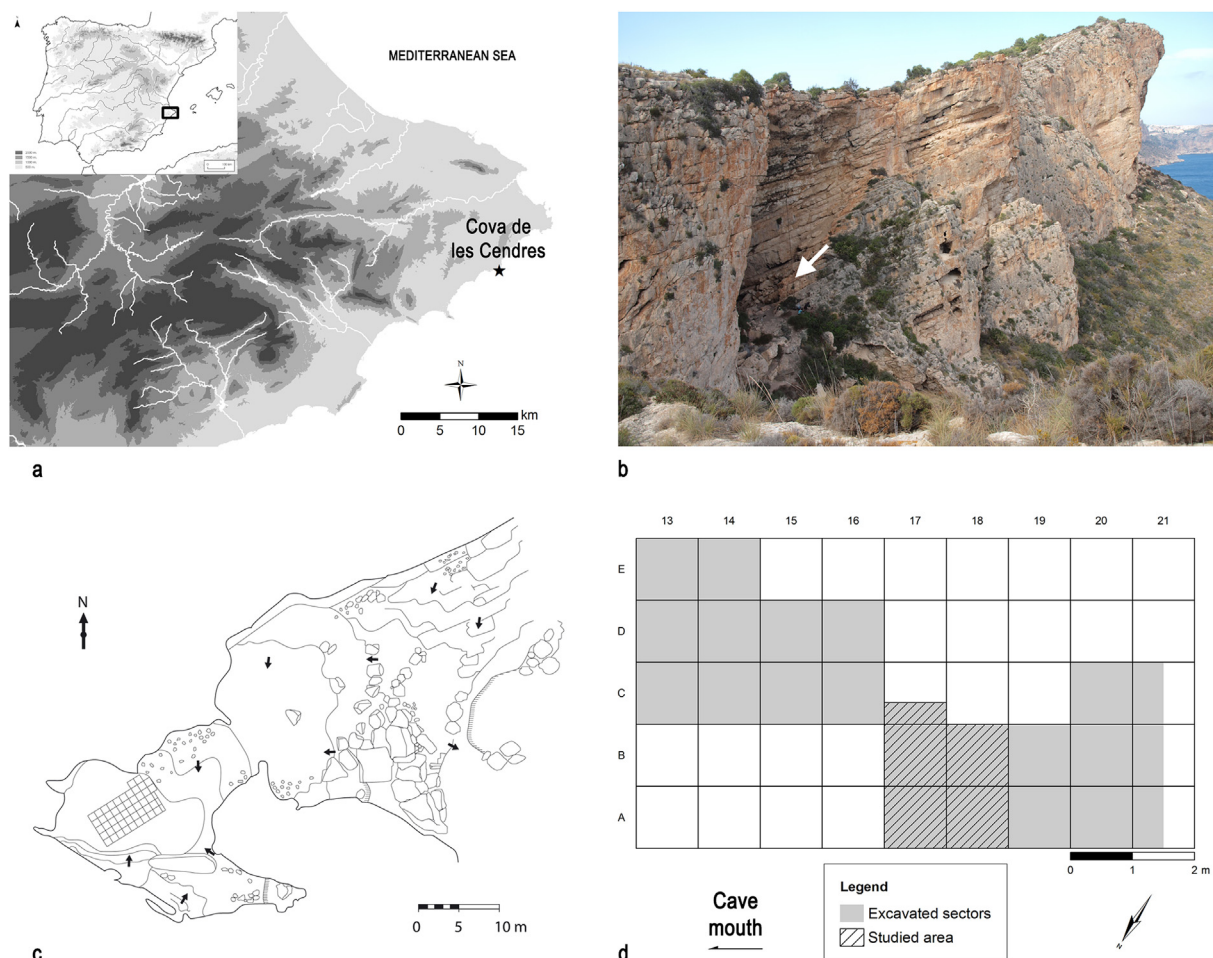 MEDITERRANEAN SEA
Cova de
les Cendres
N
km
0 5 10 15
a
b
N
0 5 10 m
c
13 14 15 16 17 18 19 20 21
E
D
C
B
A
0 1 2 m
Cave
mouth
Legend
Excavated sectors
Studied area
N
d